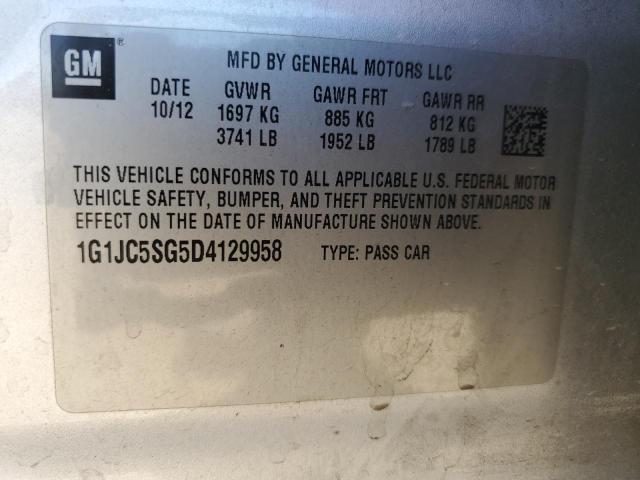 GM ®
MFD BY GENERAL MOTORS LLC
DATE GVWR GAWR FRT GAWR RR
10/12 1697 KG 885 KG 812 KG
3741 LB 1952 LB 1789 LB
THIS VEHICLE CONFORMS TO ALL APPLICABLE U.S. FEDERAL MOTOR
VEHICLE SAFETY, BUMPER, AND THEFT PREVENTION STANDARDS IN
EFFECT ON THE DATE OF MANUFACTURE SHOWN ABOVE.
1G1JC5SG5D4129958 TYPE: PASS CAR